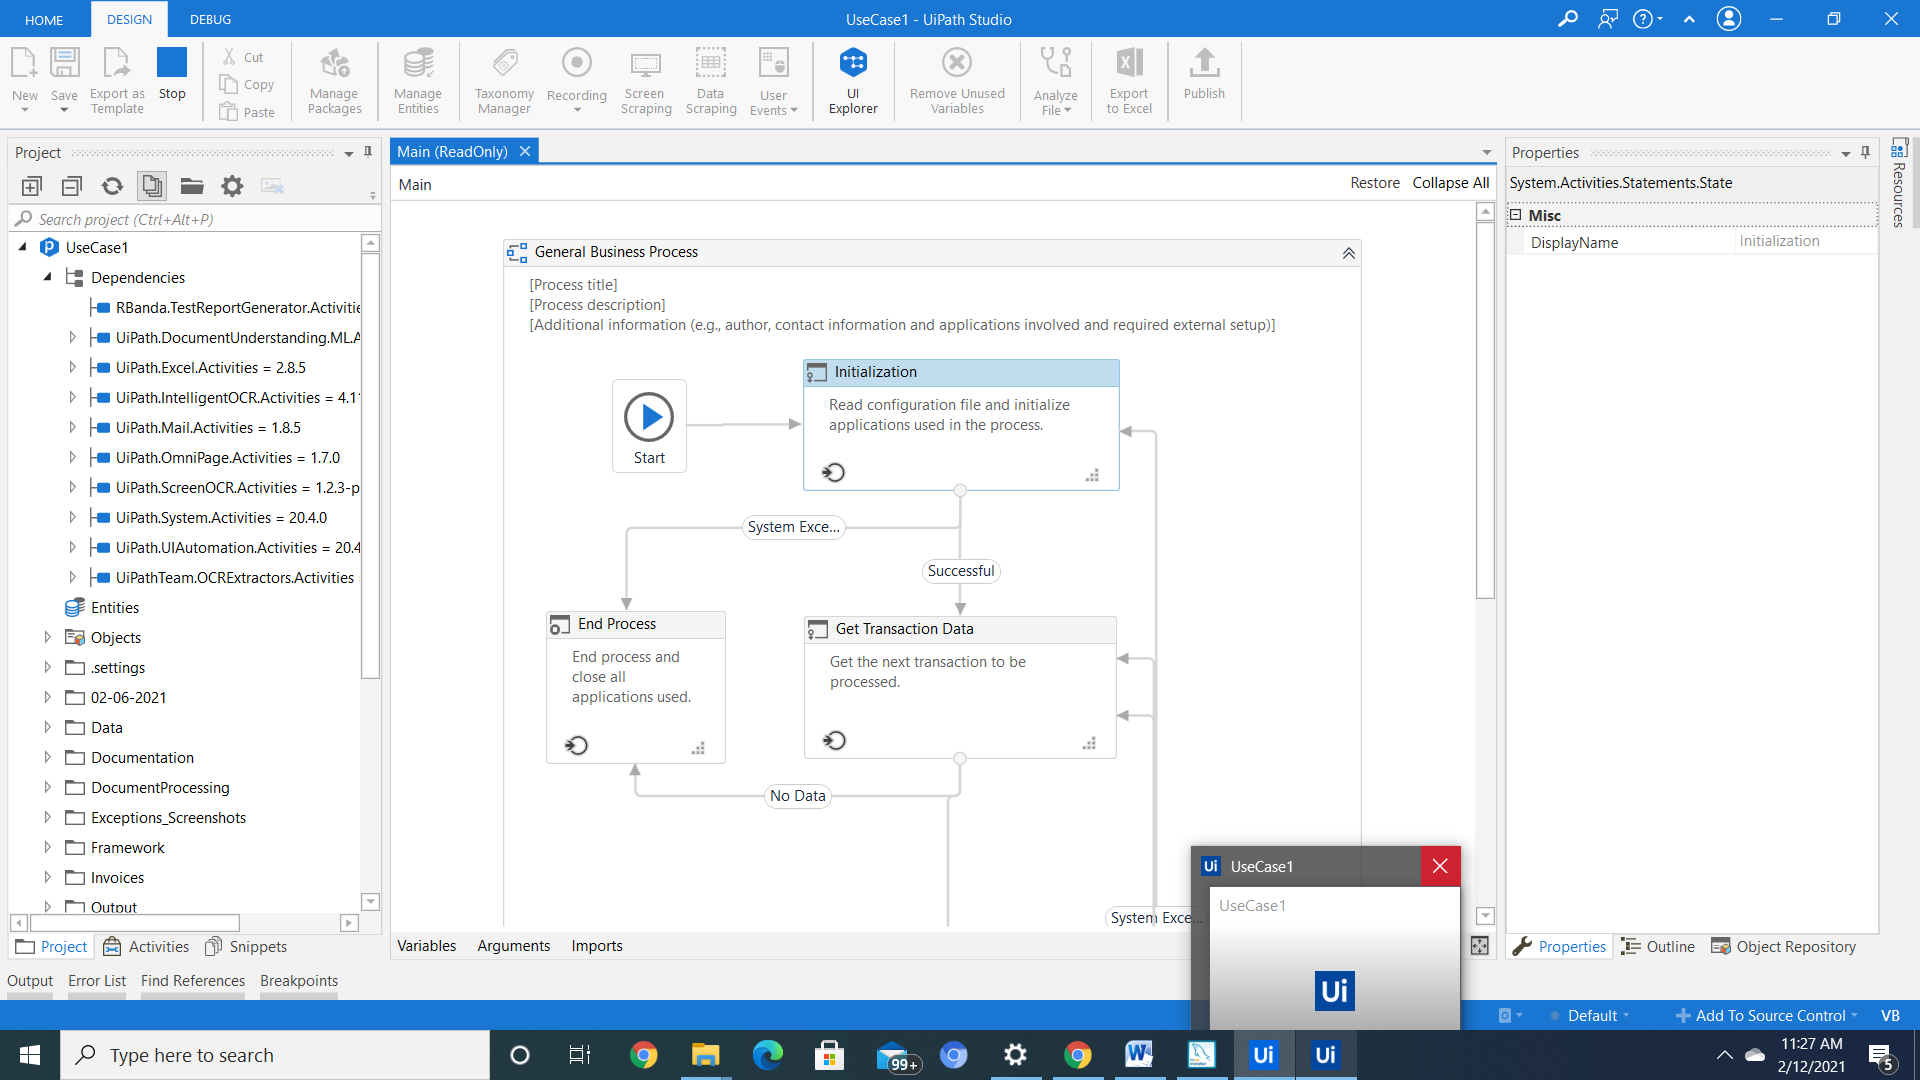 HOME
DESIGN
DEBUG
UseCase1 - UiPath Studio
New
Save
Export as
Template
Stop
Cut
Copy
Paste
Manage
Packages
Manage
Entities
Taxonomy
Manager
Recording
Screen
Scraping
Data
Scraping
User
Events
UI
Explorer
Remove Unused
Variables
Analyze
File
Export
to Excel
Publish
Project
Search project (Ctrl+Alt+P)
UseCase1
Dependencies
RBanda.TestReportGenerator.Activitie
UiPath.DocumentUnderstanding.ML.A
UiPath.Excel.Activities = 2.8.5
UiPath.IntelligentOCR.Activities = 4.1
UiPath.Mail.Activities = 1.8.5
UiPath.OmniPage.Activities = 1.7.0
UiPath.ScreenOCR.Activities = 1.2.3-p
UiPath.System.Activities = 20.4.0
UiPath.UIAutomation.Activities = 20.4
UiPathTeam.OCRExtractors.Activities
Entities
Objects
.settings
02-06-2021
Data
Documentation
DocumentProcessing
Exceptions_Screenshots
Framework
Invoices
Output
Project
Activities
Snippets
Main (ReadOnly)
Main
Restore
Collapse All
General Business Process
[Process title]
[Process description]
[Additional information (e.g., author, contact information and applications involved and required external setup)]
Start
Initialization
Read configuration file and initialize
applications used in the process.
System Exce...
Successful
End Process
End process and
close all
applications used.
Get Transaction Data
Get the next transaction to be
processed.
No Data
System Exce...
Variables
Arguments
Imports
Properties
System.Activities.Statements.State
Misc
DisplayName
Initialization
Resources
Properties
Outline
Object Repository
Ui UseCase1
UseCase1
Ui
Output
Error List
Find References
Breakpoints
Default
Add To Source Control
VB
Type here to search
99+
W
Ui
Ui
11:27 AM
2/12/2021
5